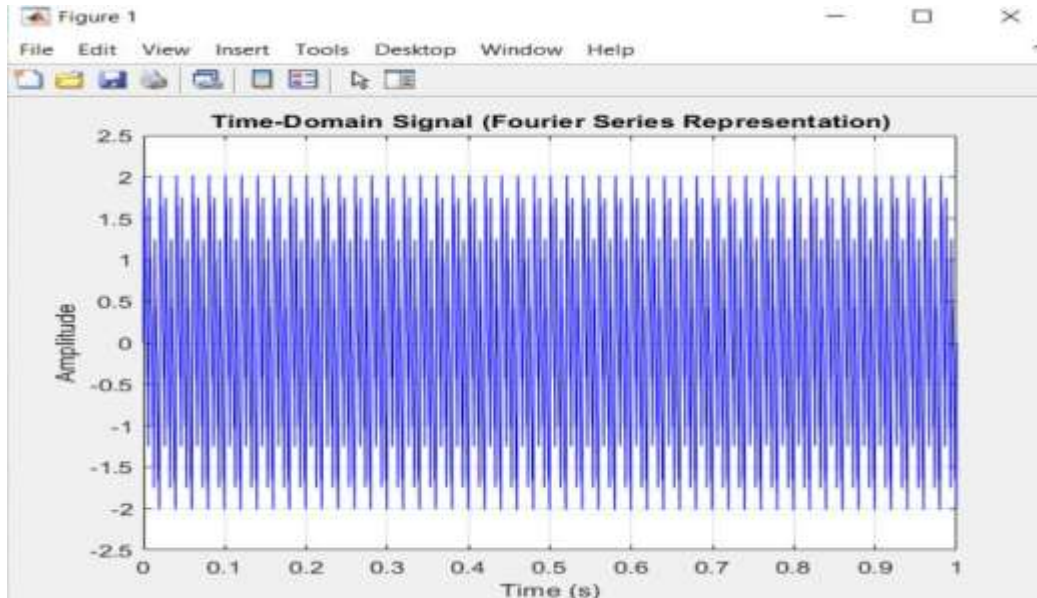 Figure 1
File Edit View Insert Tools Desktop Window Help
Time-Domain Signal (Fourier Series Representation)
2.5
2
1.5
1
0.5
0
-0.5
-1
-1.5
-2
-2.5
Amplitude
0 0.1 0.2 0.3 0.4 0.5 0.6 0.7 0.8 0.9 1
Time (s)